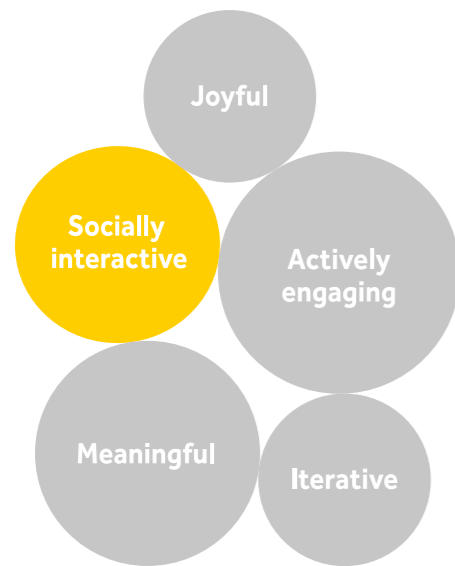 Joyful
Socially
interactive
Actively
engaging
Meaningful
Iterative